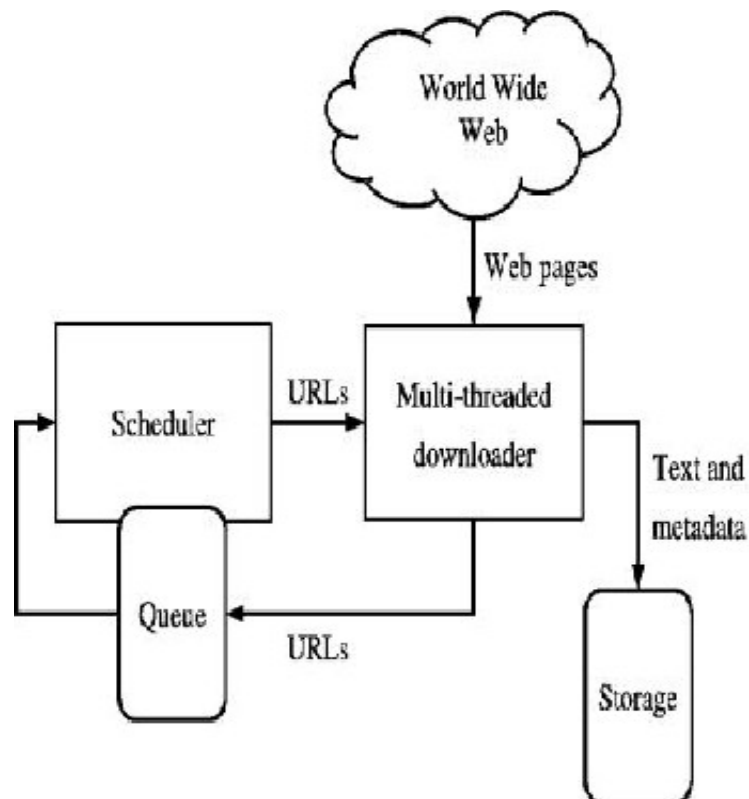 World Wide
Web
Web pages
URLs
Scheduler
Multi-threaded
downloader
Text and
metadata
Queue
URLs
Storage